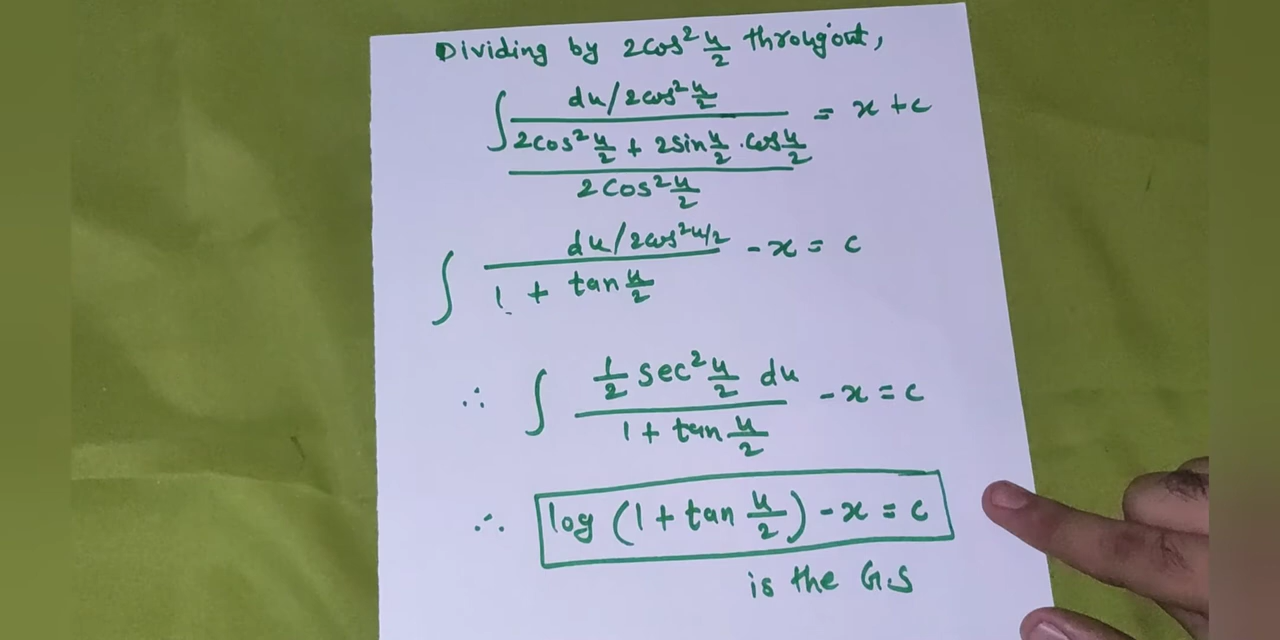 Dividing by 2cos² u/2 througout,
∫ (du/2cos² u/2) / ((2cos² u/2 + 2sin u/2 · cos u/2) / (2cos² u/2)) = x + c
∫ (du/2cos² u/2) / (1 + tan u/2) - x = c
∴ ∫ (1/2 sec² u/2 du) / (1 + tan u/2) - x = c
∴ log (1 + tan u/2) - x = c
is the G.S